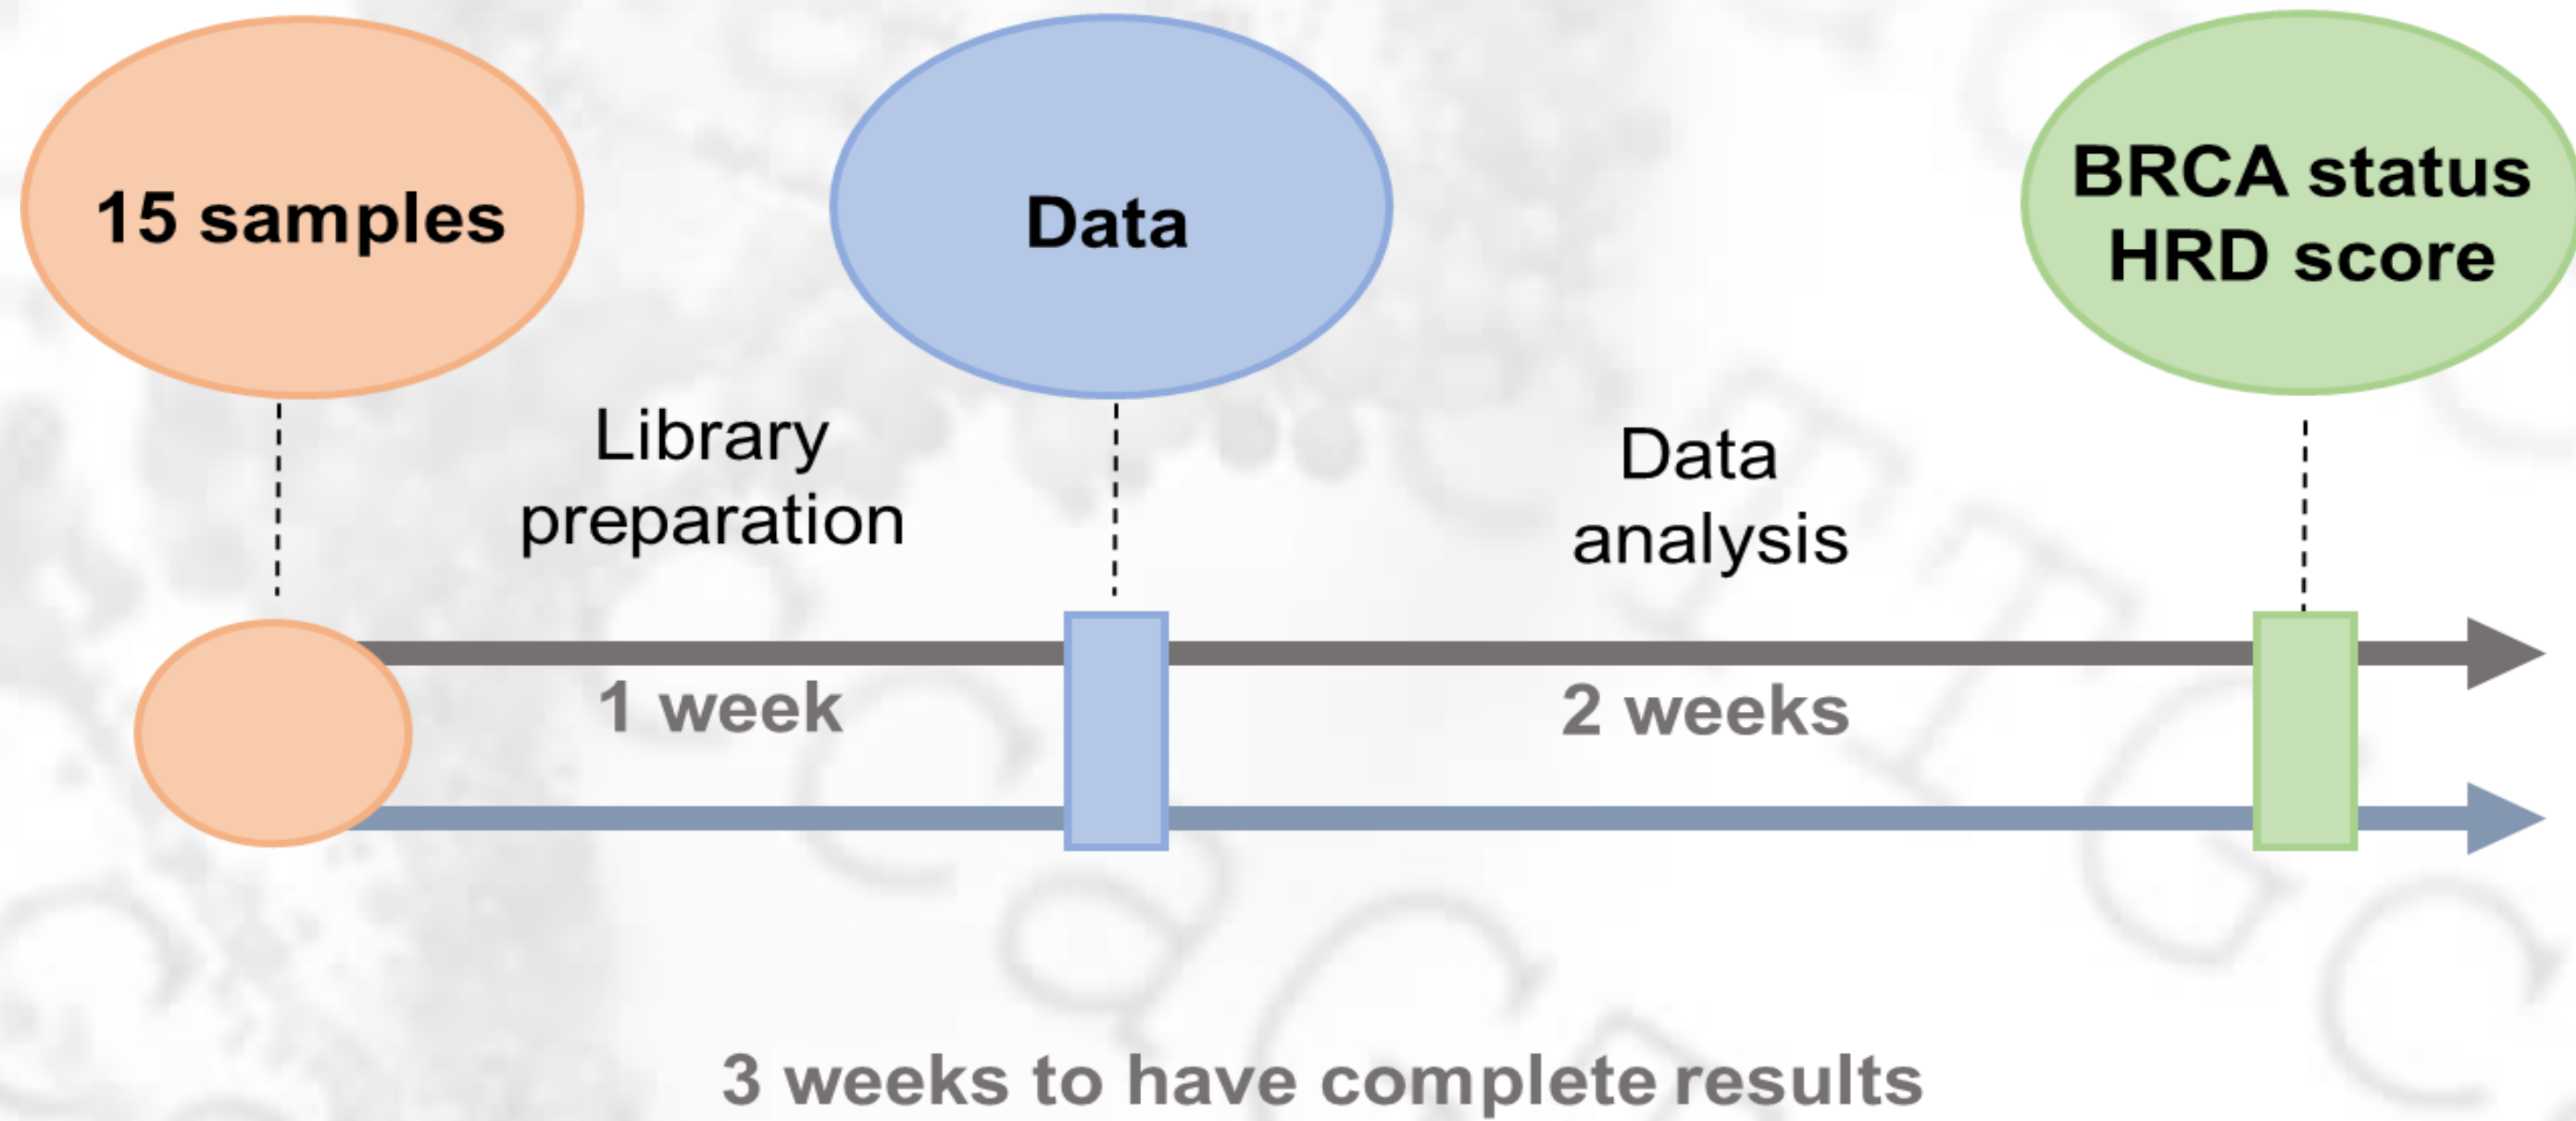 15 samples
Data
BRCA status
HRD score
Library
preparation
Data
analysis
1 week
2 weeks
3 weeks to have complete results